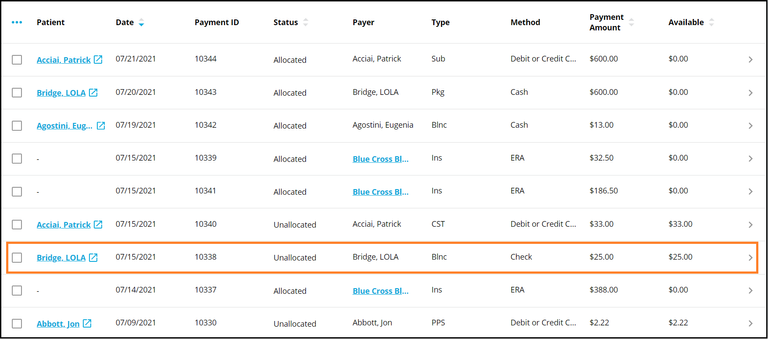 ••• Patient Date Payment ID Status Payer Type Method Payment Amount Available
Acciai, Patrick 07/21/2021 10344 Allocated Acciai, Patrick Sub Debit or Credit C... $600.00 $0.00
Bridge, LOLA 07/20/2021 10343 Allocated Bridge, LOLA Pkg Cash $600.00 $0.00
Agostini, Eug... 07/19/2021 10342 Allocated Agostini, Eugenia Blnc Cash $13.00 $0.00
- 07/15/2021 10339 Allocated Blue Cross Bl... Ins ERA $32.50 $0.00
- 07/15/2021 10341 Allocated Blue Cross Bl... Ins ERA $186.50 $0.00
Acciai, Patrick 07/15/2021 10340 Unallocated Acciai, Patrick CST Debit or Credit C... $33.00 $33.00
Bridge, LOLA 07/15/2021 10338 Unallocated Bridge, LOLA Blnc Check $25.00 $25.00
- 07/14/2021 10337 Allocated Blue Cross Bl... Ins ERA $388.00 $0.00
Abbott, Jon 07/09/2021 10330 Unallocated Abbott, Jon PPS Debit or Credit C... $2.22 $2.22